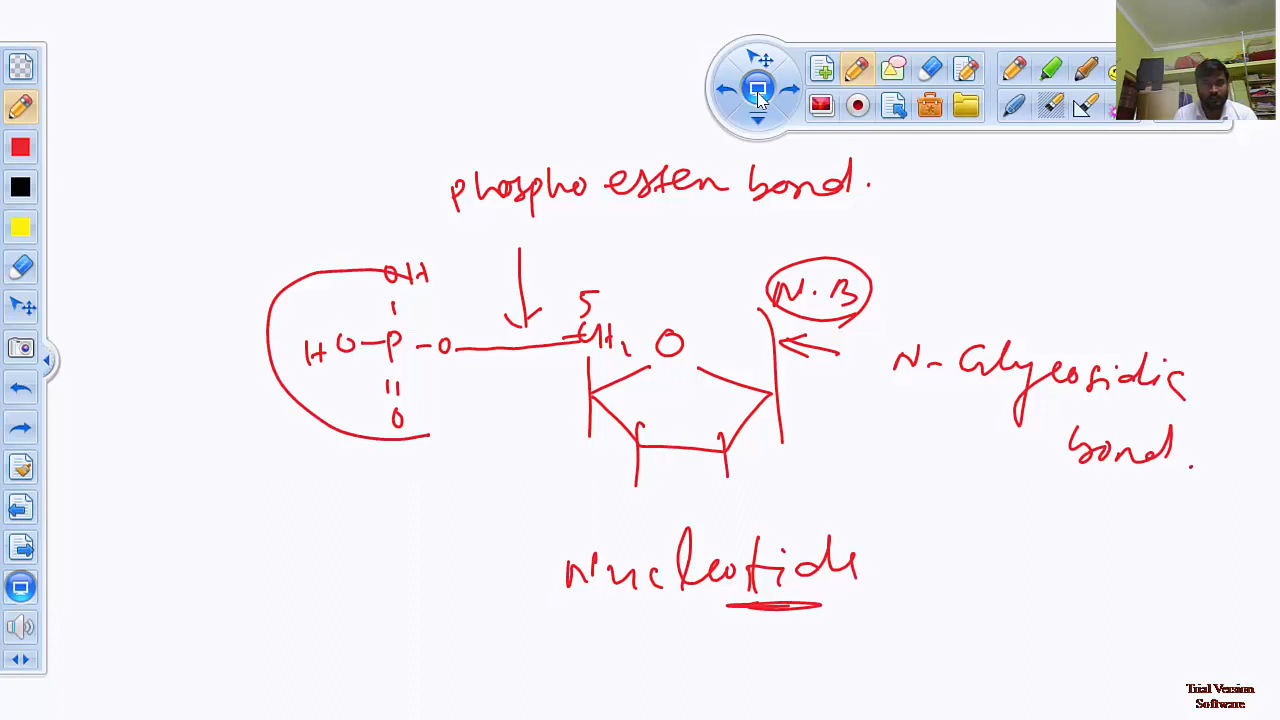 phospho ester bond.
OH
5
N.B
HO-P-O
CH2
O
O
N-Glycosidic
bond.
Nucleotide
Trial Version
Software